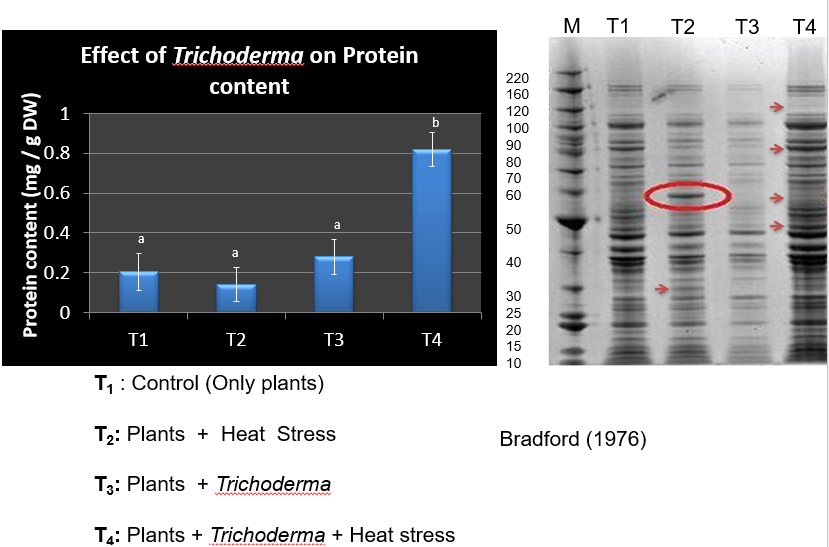 Effect of Trichoderma on Protein
content
Protein content (mg / g DW)
1
0.8
0.6
0.4
0.2
0
a
a
a
b
T1
T2
T3
T4
M T1 T2 T3 T4
220
160
120
100
90
80
70
60
50
40
30
25
20
15
10
T1 : Control (Only plants)
T2: Plants + Heat Stress
T3: Plants + Trichoderma
T4: Plants + Trichoderma + Heat stress
Bradford (1976)